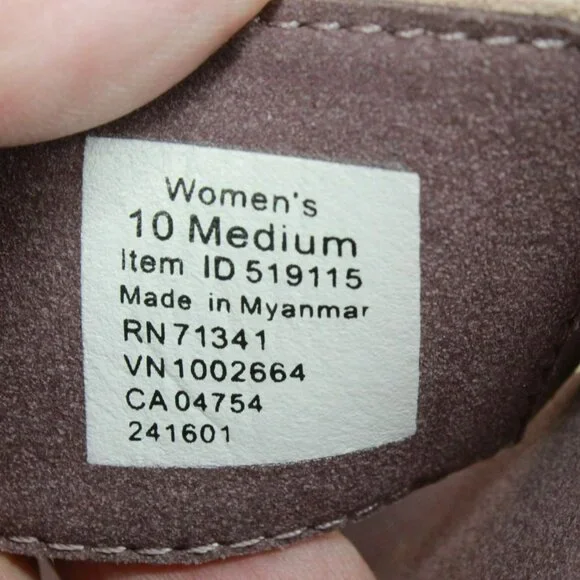 Women's
10 Medium
Item ID 519115
Made in Myanmar
RN 71341
VN 1002664
CA 04754
241601